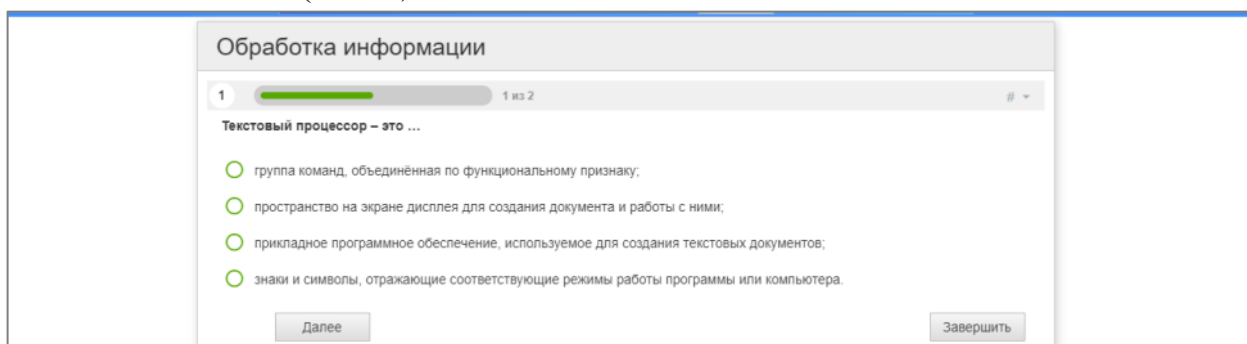 Обработка информации
1 1 из 2 #
Текстовый процессор – это ...
группа команд, объединённая по функциональному признаку;
пространство на экране дисплея для создания документа и работы с ними;
прикладное программное обеспечение, используемое для создания текстовых документов;
знаки и символы, отражающие соответствующие режимы работы программы или компьютера.
Далее Завершить